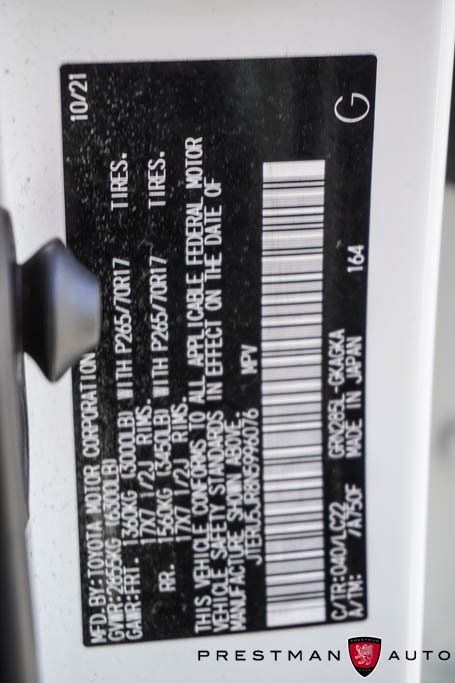 MFD.BY:TOYOTA MOTOR CORPORATION 10/21
GVWR:2855KG (6300LB)
GAWR:FRT. 1360KG (3000LB) WITH P265/70R17 TIRES.
17X7 1/2J RIMS.
RR. 1560KG (3450LB) WITH P265/70R17 TIRES.
17X7 1/2J RIMS.
THIS VEHICLE CONFORMS TO ALL APPLICABLE FEDERAL MOTOR
VEHICLE SAFETY STANDARDS IN EFFECT ON THE DATE OF
MANUFACTURE SHOWN ABOVE.
JTERU5JR8N5996076 MPV
C/TR:040/LC22 GRN285L-GKAGKA 164
A/TM: /A750F MADE IN JAPAN
G
PRESTMAN AUTO